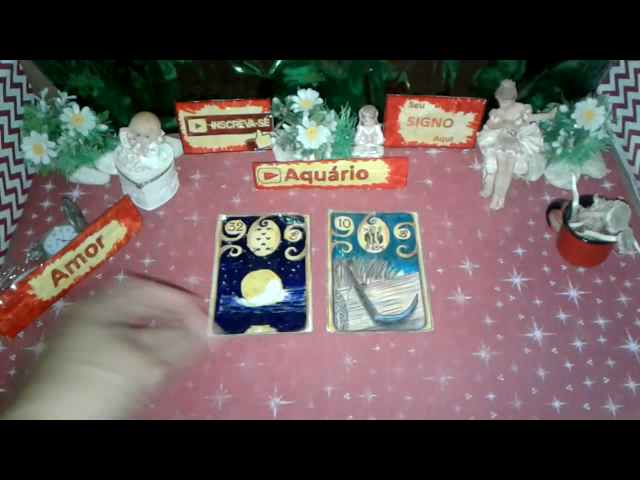 INSCREVA-SE
Seu
SIGNO
Aqui
Aquário
Amor
32
10